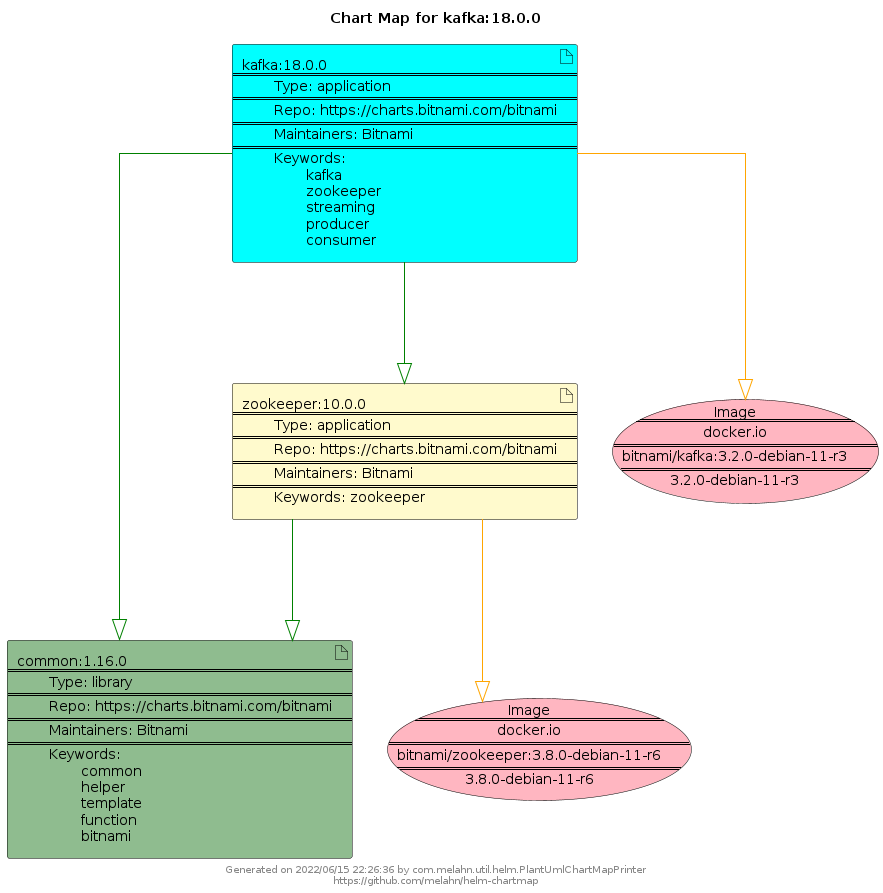 Chart Map for kafka:18.0.0
kafka:18.0.0
Type: application
Repo: https://charts.bitnami.com/bitnami
Maintainers: Bitnami
Keywords:
kafka
zookeeper
streaming
producer
consumer
zookeeper:10.0.0
Type: application
Repo: https://charts.bitnami.com/bitnami
Maintainers: Bitnami
Keywords: zookeeper
Image
docker.io
bitnami/kafka:3.2.0-debian-11-r3
3.2.0-debian-11-r3
common:1.16.0
Type: library
Repo: https://charts.bitnami.com/bitnami
Maintainers: Bitnami
Keywords:
common
helper
template
function
bitnami
Image
docker.io
bitnami/zookeeper:3.8.0-debian-11-r6
3.8.0-debian-11-r6
Generated on 2022/06/15 22:26:36 by com.melahn.util.helm.PlantUmlChartMapPrinter
https://github.com/melahn/helm-chartmap